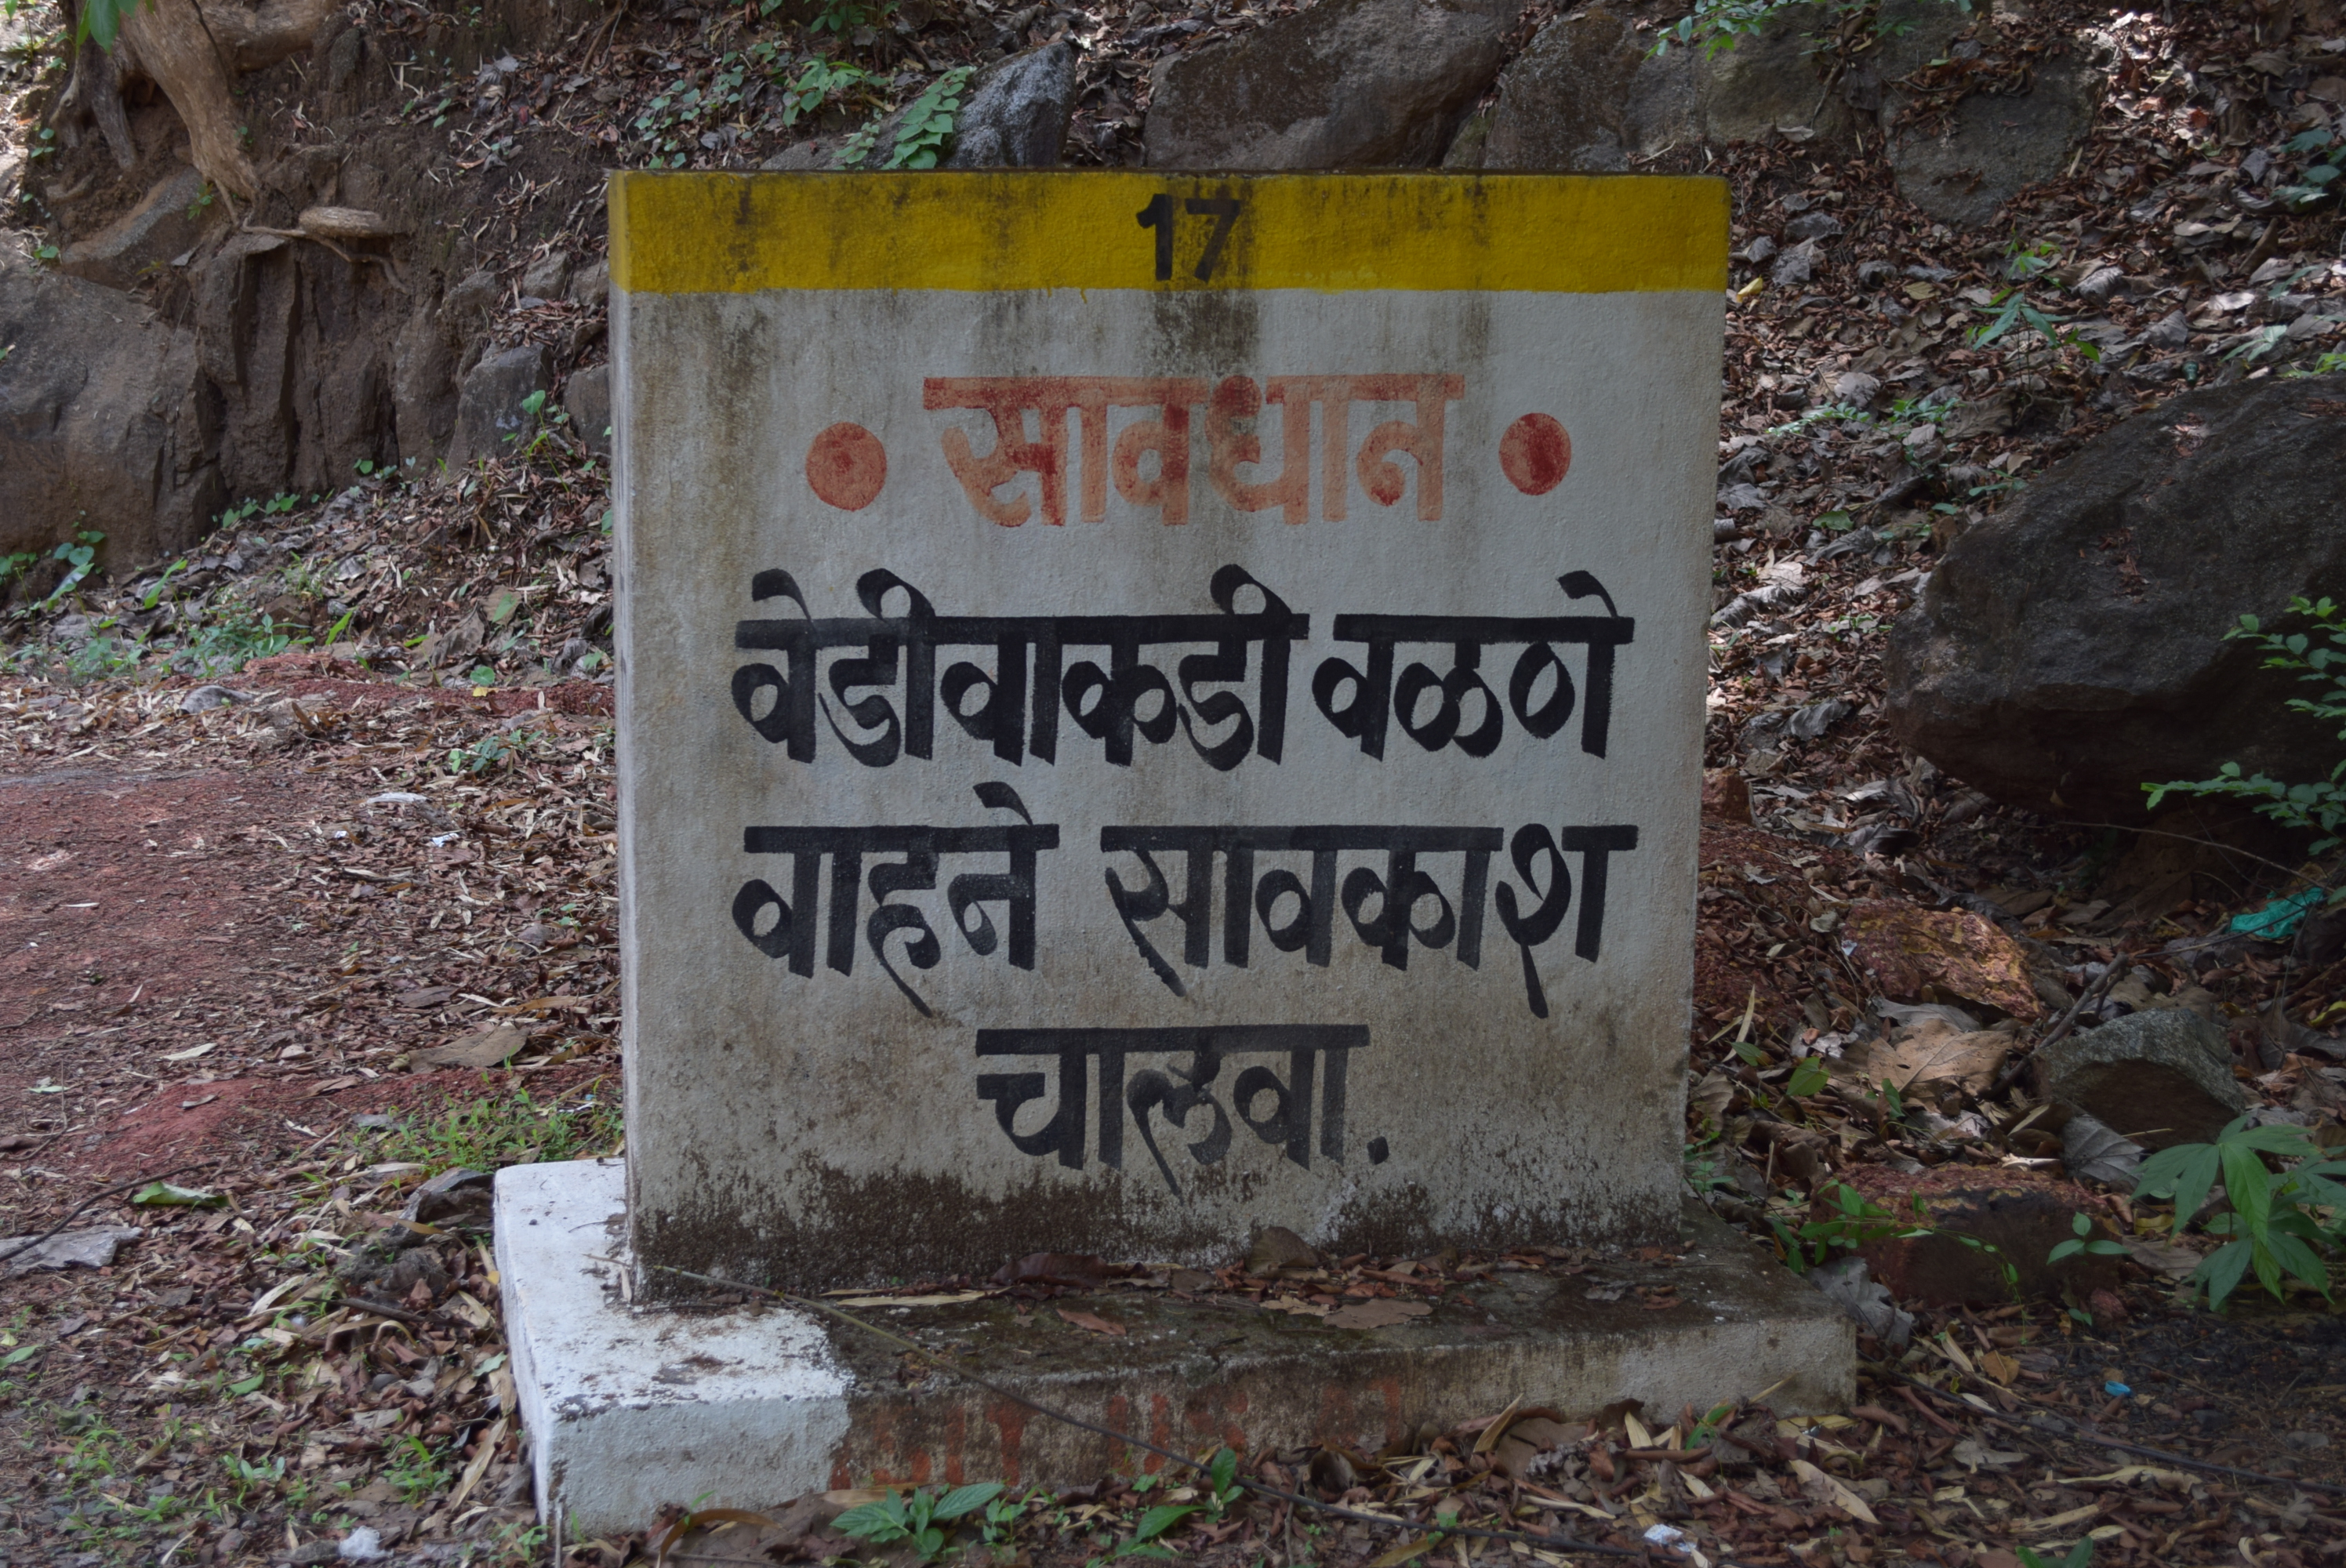 17
• सावधान •
वेडीवाकडी वळणे
वाहने सावकाश
चालवा.